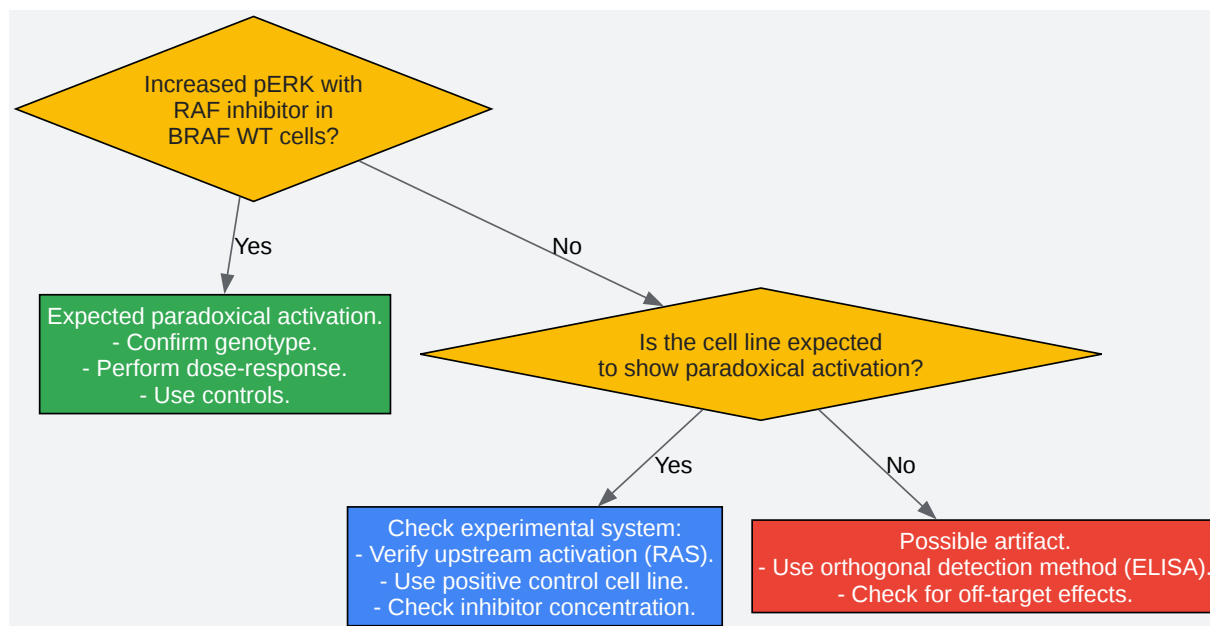 Increased pERK with
RAF inhibitor in
BRAF WT cells?
Yes
No
Expected paradoxical activation.
- Confirm genotype.
- Perform dose-response.
- Use controls.
Is the cell line expected
to show paradoxical activation?
Yes
No
Check experimental system:
- Verify upstream activation (RAS).
- Use positive control cell line.
- Check inhibitor concentration.
Possible artifact.
- Use orthogonal detection method (ELISA).
- Check for off-target effects.